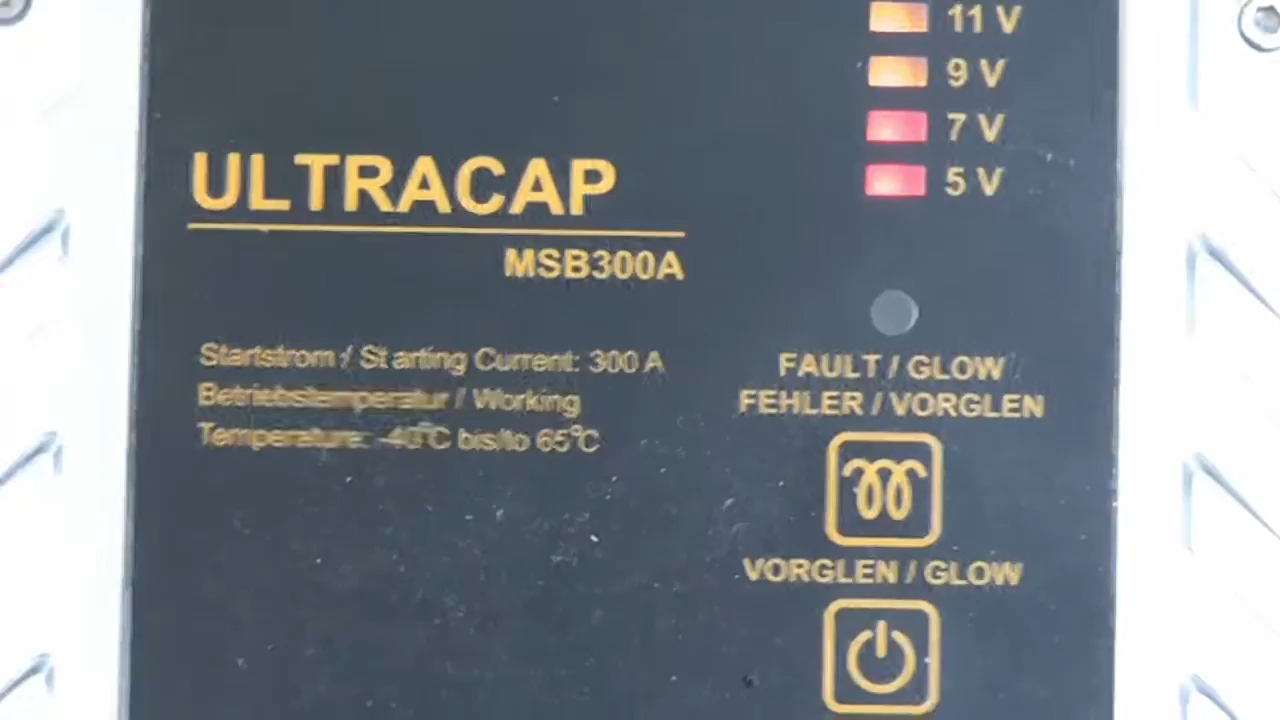 11 V
9 V
7 V
5 V
ULTRACAP
MSB300A
Startstrom / Starting Current: 300 A
Betriebstemperatur / Working
Temperature: -40°C bis/to 65°C
FAULT / GLOW
FEHLER / VORGLEN
VORGLEN / GLOW